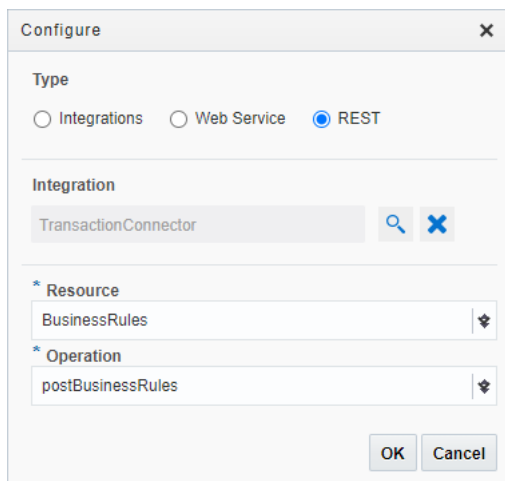 Configure
Type
Integrations Web Service REST
Integration
TransactionConnector
* Resource
BusinessRules
* Operation
postBusinessRules
OK Cancel